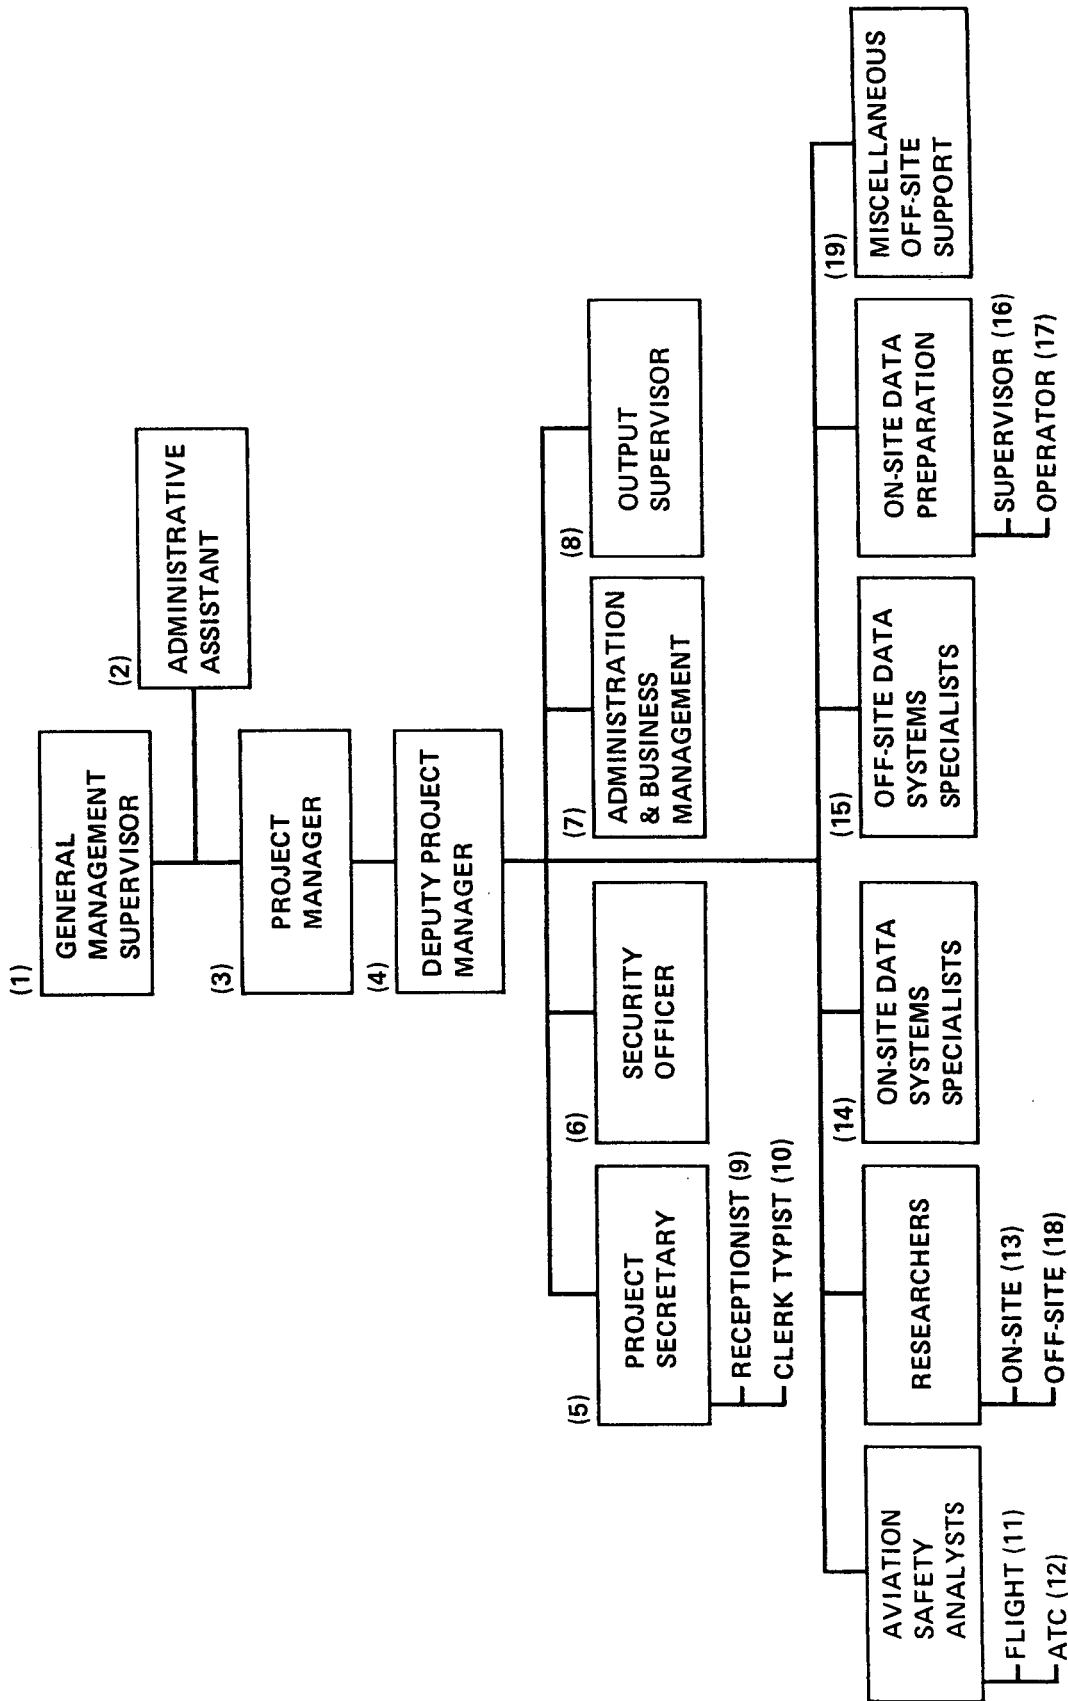 (1)
GENERAL
MANAGEMENT
SUPERVISOR
(2)
ADMINISTRATIVE
ASSISTANT
(3)
PROJECT
MANAGER
(4)
DEPUTY PROJECT
MANAGER
(5)
PROJECT
SECRETARY
RECEPTIONIST (9)
CLERK TYPIST (10)
(6)
SECURITY
OFFICER
(7)
ADMINISTRATION
& BUSINESS
MANAGEMENT
(8)
OUTPUT
SUPERVISOR
AVIATION
SAFETY
ANALYSTS
FLIGHT (11)
ATC (12)
RESEARCHERS
ON-SITE (13)
OFF-SITE (18)
(14)
ON-SITE DATA
SYSTEMS
SPECIALISTS
(15)
OFF-SITE DATA
SYSTEMS
SPECIALISTS
ON-SITE DATA
PREPARATION
SUPERVISOR (16)
OPERATOR (17)
(19)
MISCELLANEOUS
OFF-SITE
SUPPORT